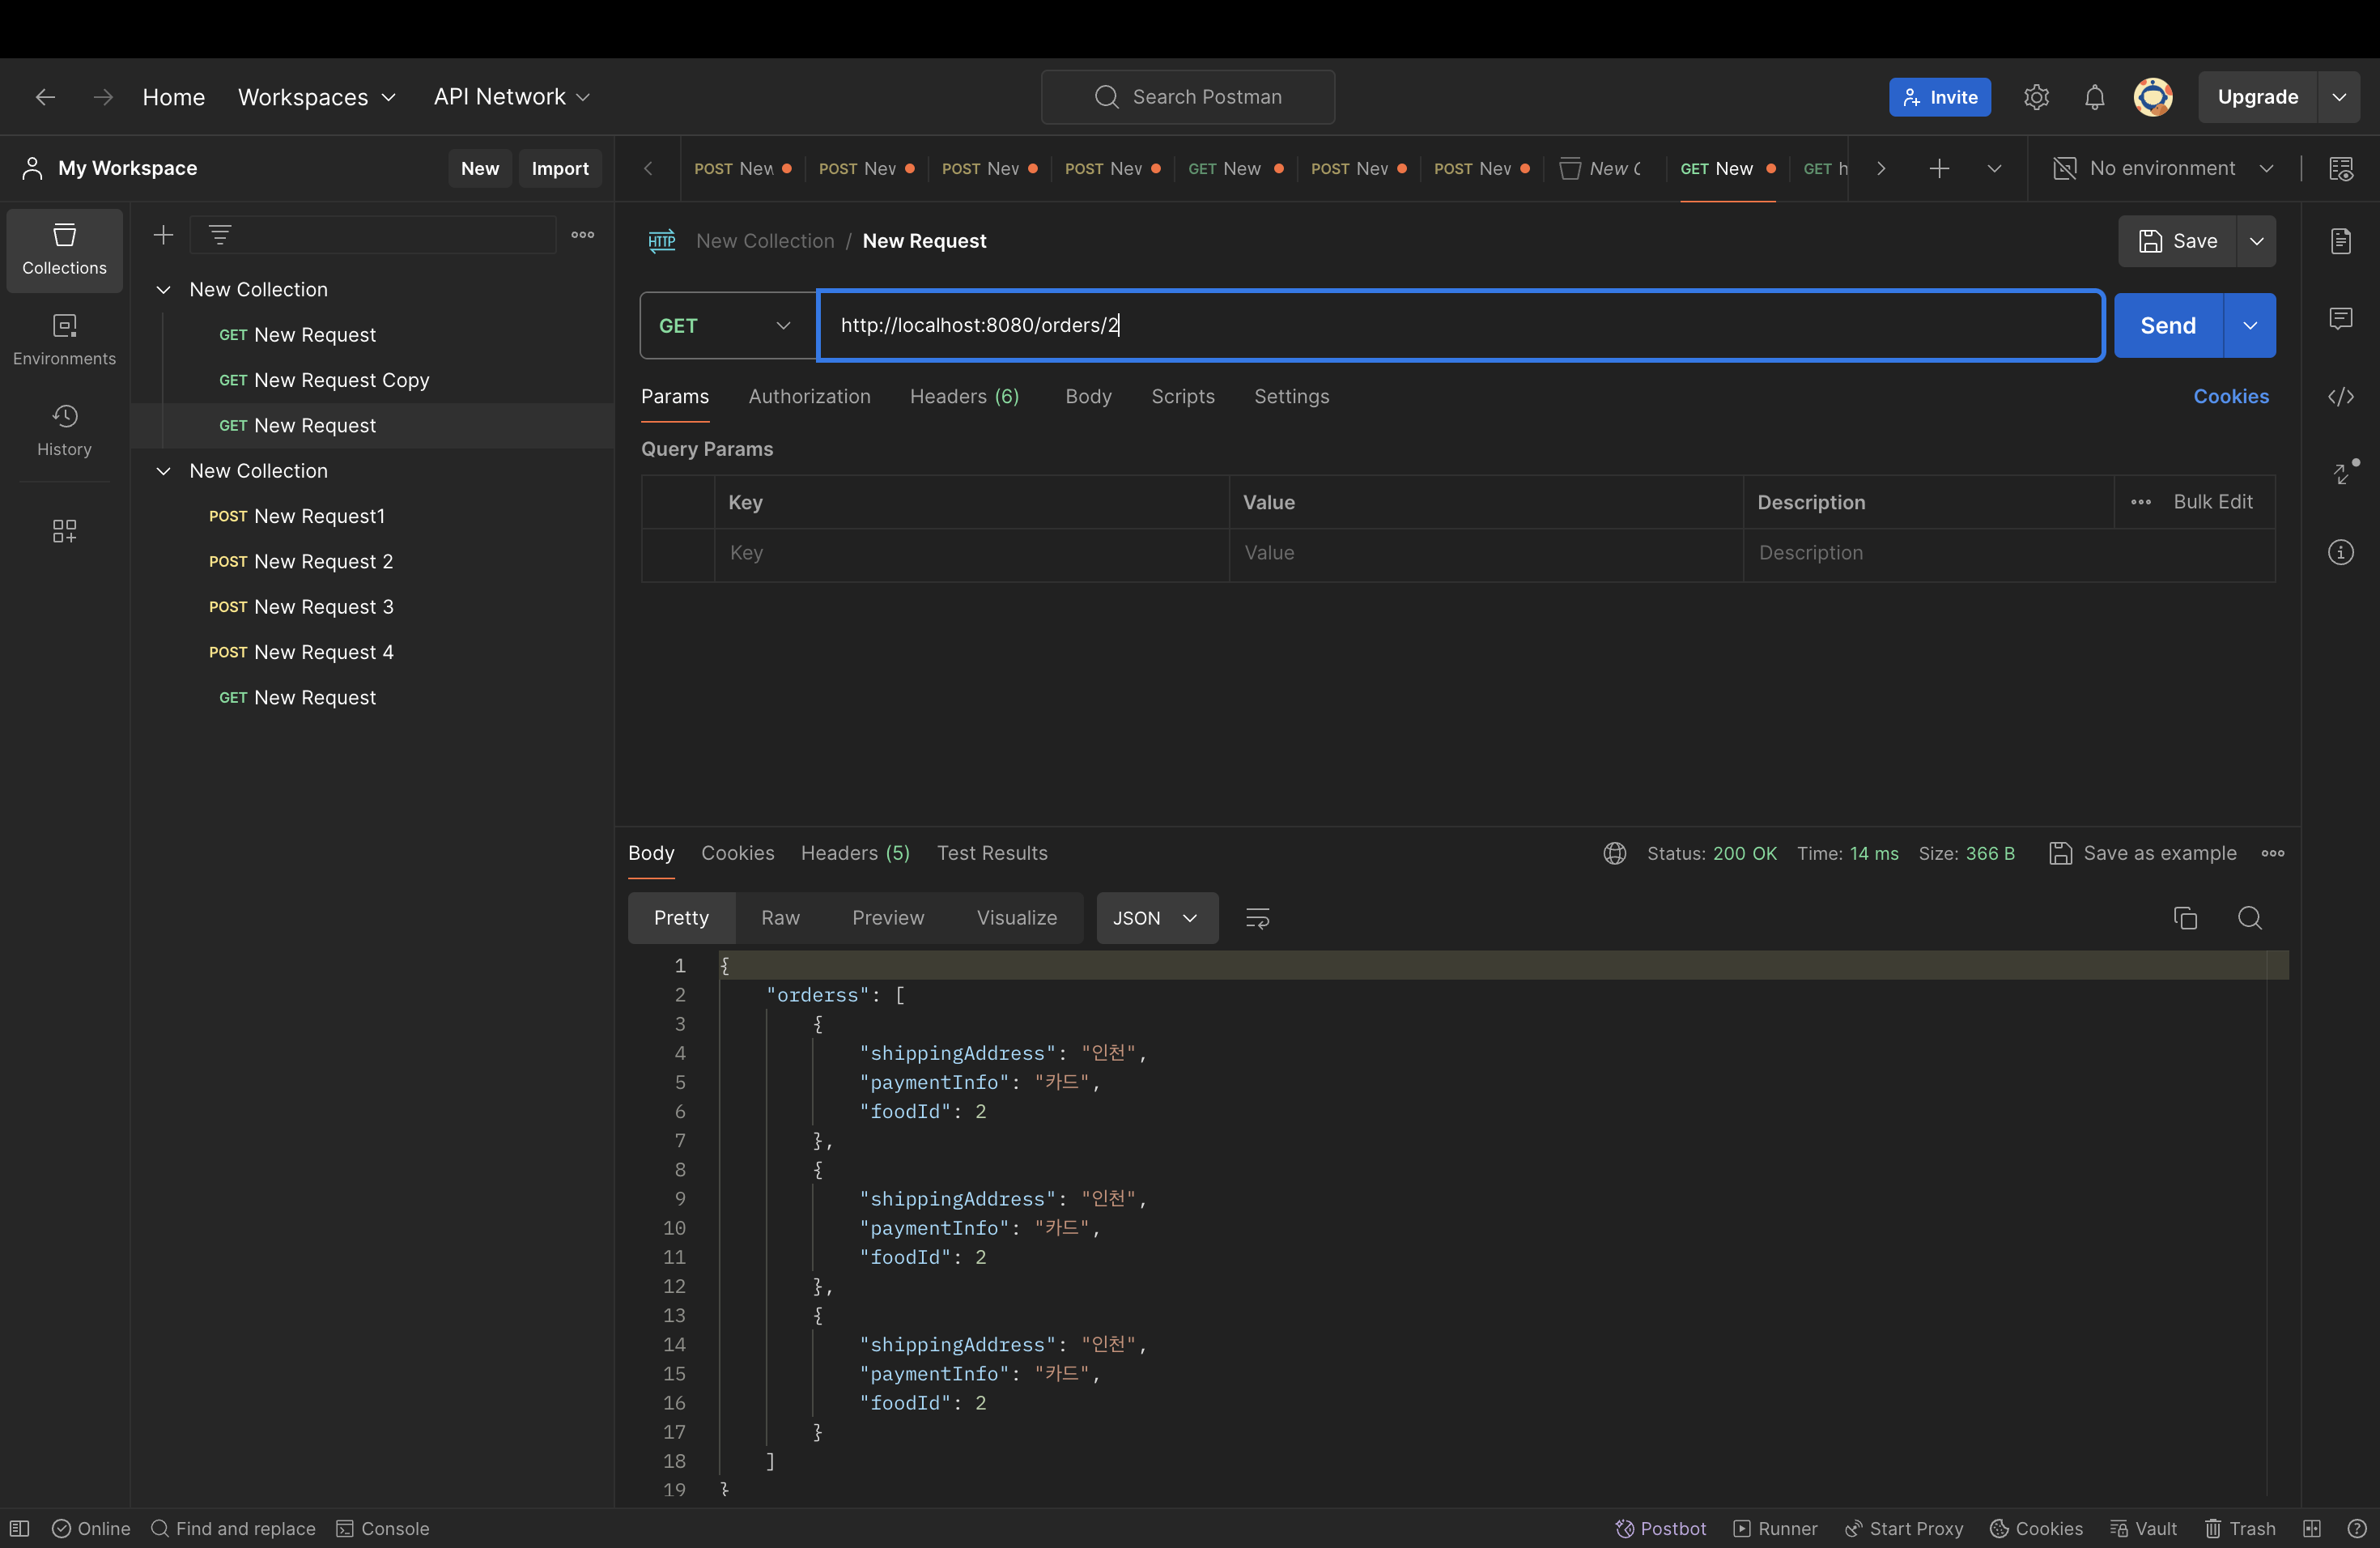 Home Workspaces API Network Search Postman Invite Upgrade
My Workspace New Import POST New POST New POST New POST New GET New POST New POST New New C GET New GET h No environment
Collections
Environments
History
New Collection
GET New Request
GET New Request Copy
GET New Request
New Collection
POST New Request1
POST New Request 2
POST New Request 3
POST New Request 4
GET New Request
HTTP New Collection / New Request Save
GET http://localhost:8080/orders/2 Send
Params Authorization Headers (6) Body Scripts Settings Cookies
Query Params
Key Value Description Bulk Edit
Key Value Description
Body Cookies Headers (5) Test Results Status: 200 OK Time: 14 ms Size: 366 B Save as example
Pretty Raw Preview Visualize JSON
1 {
2 "orderss": [
3 {
4 "shippingAddress": "인천",
5 "paymentInfo": "카드",
6 "foodId": 2
7 },
8 {
9 "shippingAddress": "인천",
10 "paymentInfo": "카드",
11 "foodId": 2
12 },
13 {
14 "shippingAddress": "인천",
15 "paymentInfo": "카드",
16 "foodId": 2
17 }
18 ]
19 }
Online Find and replace Console Postbot Runner Start Proxy Cookies Vault Trash